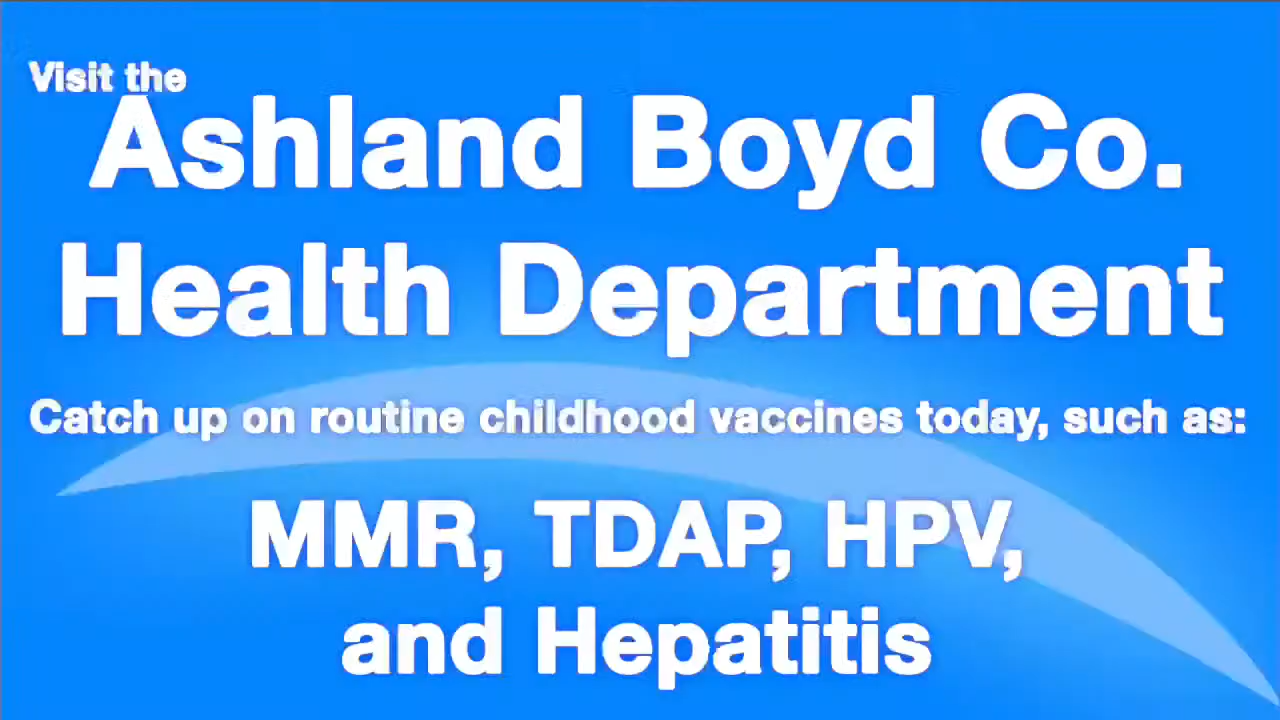 Visit the
Ashland Boyd Co.
Health Department
Catch up on routine childhood vaccines today, such as:
MMR, TDAP, HPV,
and Hepatitis